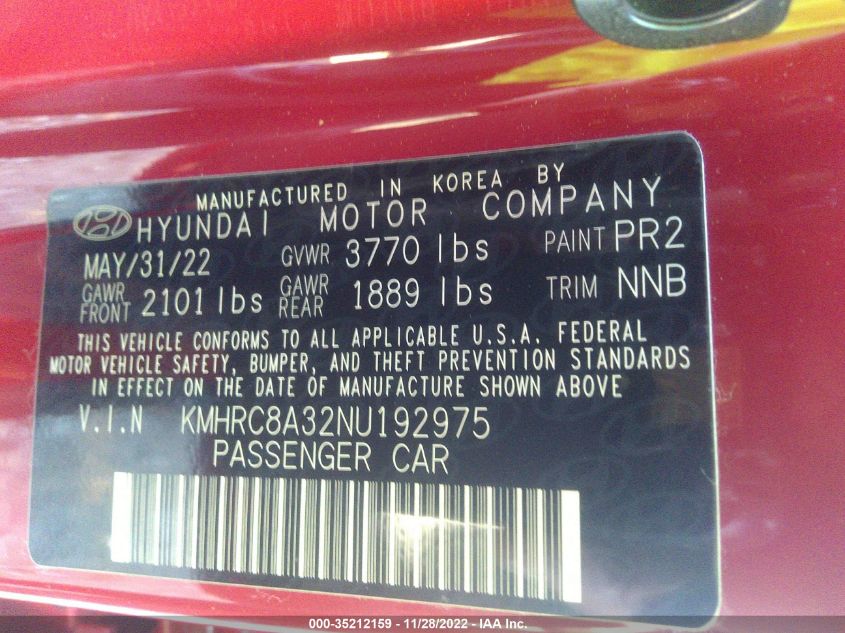 MANUFACTURED IN KOREA BY
HYUNDAI MOTOR COMPANY
MAY/31/22 GVWR 3770 lbs PAINT PR2
GAWR FRONT 2101 lbs GAWR REAR 1889 lbs TRIM NNB
THIS VEHICLE CONFORMS TO ALL APPLICABLE U.S.A. FEDERAL
MOTOR VEHICLE SAFETY, BUMPER, AND THEFT PREVENTION STANDARDS
IN EFFECT ON THE DATE OF MANUFACTURE SHOWN ABOVE
V.I.N KMHRC8A32NU192975
PASSENGER CAR
000-35212159 - 11/28/2022 - IAA Inc.